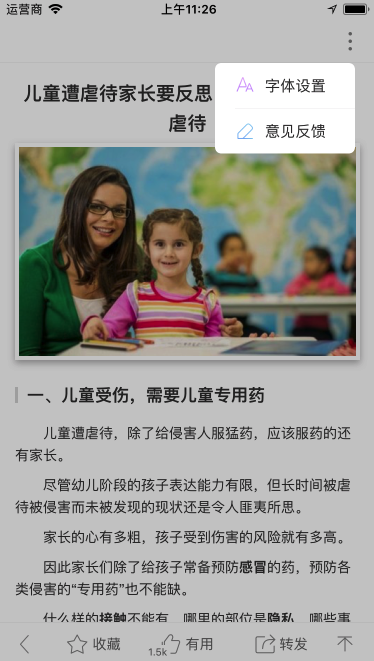 运营商 上午11:26
字体设置
意见反馈
儿童遭虐待家长要反思
虐待
一、儿童受伤，需要儿童专用药
儿童遭虐待，除了给侵害人服猛药，应该服药的还
有家长。
尽管幼儿阶段的孩子表达能力有限，但长时间被虐
待被侵害而未被发现的现状还是令人匪夷所思。
家长的心有多粗，孩子受到伤害的风险就有多高。
因此家长们除了给孩子常备预防感冒的药，预防各
类侵害的“专用药”也不能缺。
什么样的接触不能有，哪里的部位是隐私，哪些事
收藏 1.5k 有用 转发